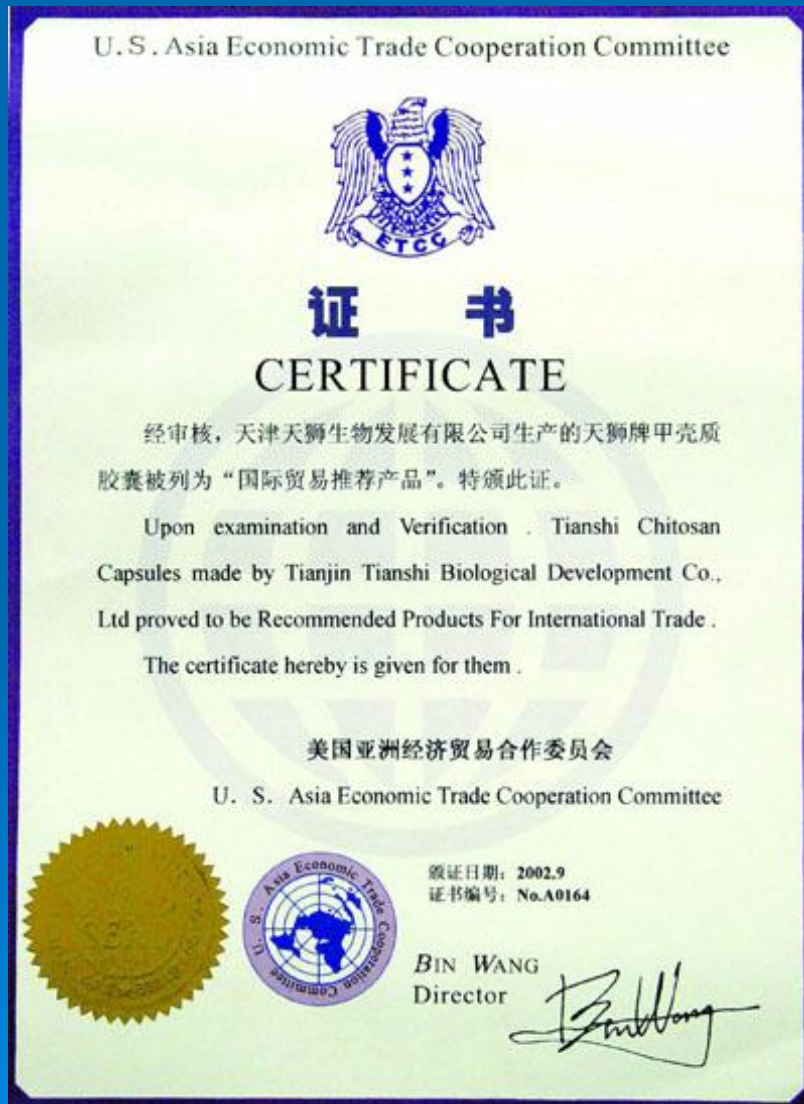 U.S.Asia Economic Trade Cooperation Committee
ETCC
证 书
CERTIFICATE
经审核，天津天狮生物发展有限公司生产的天狮牌甲壳质
胶囊被列为“国际贸易推荐产品”。特颁此证。
Upon examination and Verification . Tianshi Chitosan
Capsules made by Tianjin Tianshi Biological Development Co.,
Ltd proved to be Recommended Products For International Trade .
The certificate hereby is given for them .
美国亚洲经济贸易合作委员会
U. S. Asia Economic Trade Cooperation Committee
U. S. Asia Economic Trade Cooperation Committee
颁证日期：2002.9
证书编号：No.A0164
BIN WANG
Director
Bin Wang